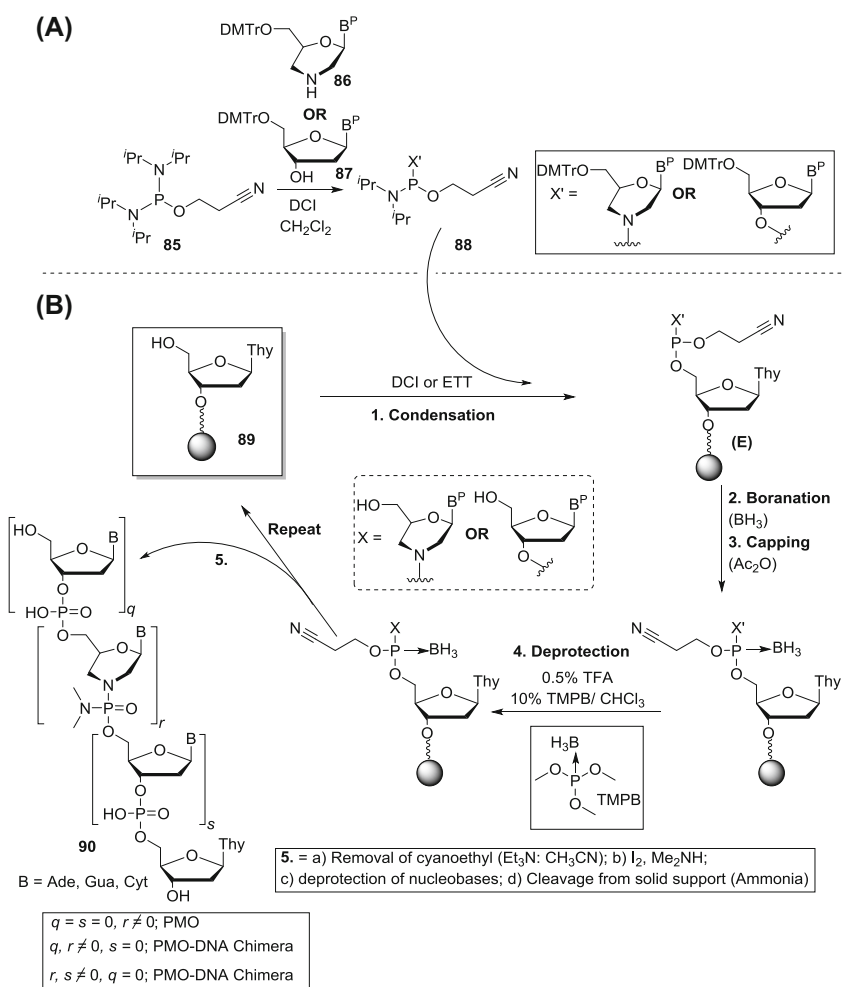 (A)
DMTrO
O
B^P
N
H
86
OR
DMTrO
O
B^P
OH
87
ⁱPr
N
ⁱPr
P
O
N
ⁱPr
N
ⁱPr
85
DCI
CH₂Cl₂
X'
ⁱPr
N
P
O
N
ⁱPr
88
X' =
DMTrO
O
B^P
N
OR
DMTrO
O
B^P
O
(B)
HO
O
Thy
O
89
DCI or ETT
1. Condensation
X'
P
O
N
O
O
Thy
O
(E)
2. Boranation
(BH₃)
3. Capping
(Ac₂O)
X =
HO
O
B^P
N
OR
HO
O
B^P
O
Repeat
5.
HO
O
B
O
HO-P=O
q
O
O
B
N
N-P=O
r
O
O
B
O
HO-P=O
s
O
O
Thy
OH
90
B = Ade, Gua, Cyt
N
O
X
P
BH₃
O
O
Thy
O
4. Deprotection
0.5% TFA
10% TMPB/ CHCl₃
H₃B
O
P
O
O
TMPB
N
O
X'
P
BH₃
O
O
Thy
O
5. = a) Removal of cyanoethyl (Et₃N: CH₃CN); b) I₂, Me₂NH;
c) deprotection of nucleobases; d) Cleavage from solid support (Ammonia)
q = s = 0, r ≠ 0; PMO
q, r ≠ 0, s = 0; PMO-DNA Chimera
r, s ≠ 0, q = 0; PMO-DNA Chimera